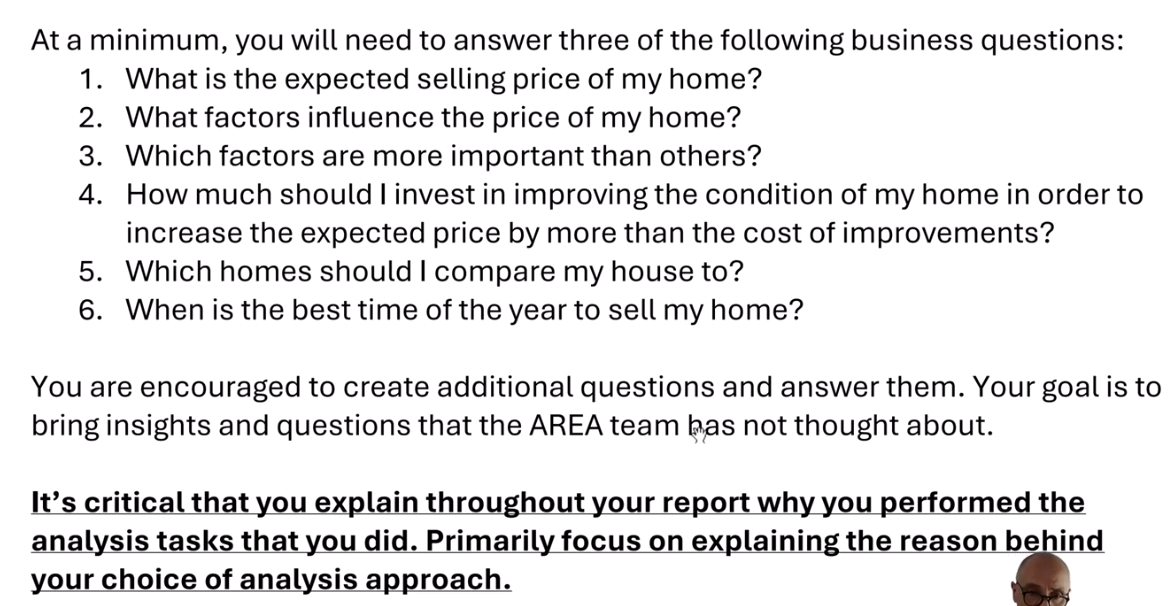 At a minimum, you will need to answer three of the following business questions:
1. What is the expected selling price of my home?
2. What factors influence the price of my home?
3. Which factors are more important than others?
4. How much should I invest in improving the condition of my home in order to
increase the expected price by more than the cost of improvements?
5. Which homes should I compare my house to?
6. When is the best time of the year to sell my home?
You are encouraged to create additional questions and answer them. Your goal is to
bring insights and questions that the AREA team has not thought about.
It’s critical that you explain throughout your report why you performed the
analysis tasks that you did. Primarily focus on explaining the reason behind
your choice of analysis approach.